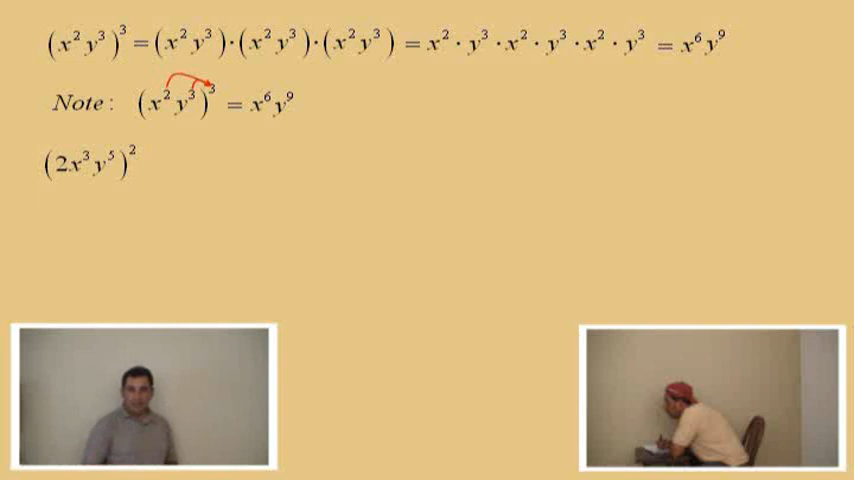 (x²y³)³ = (x²y³)·(x²y³)·(x²y³) = x²·y³·x²·y³·x²·y³ = x⁶y⁹
Note: (x²y³)³ = x⁶y⁹
(2x³y⁵)²